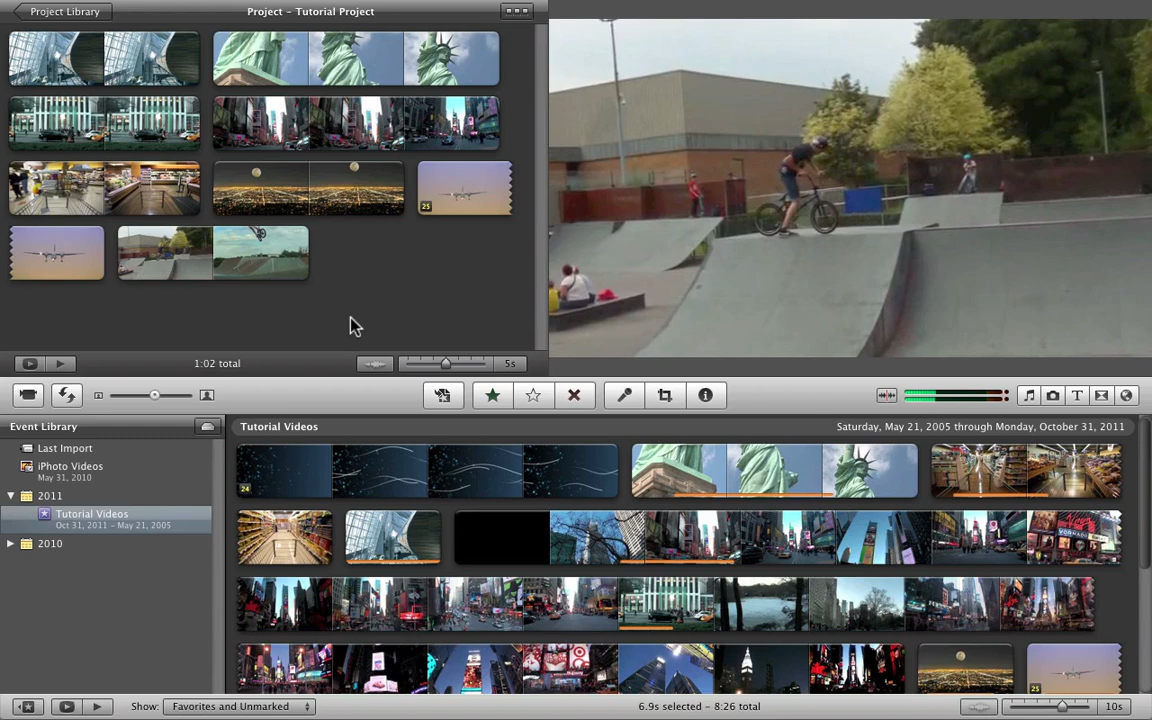 Project Library
Project - Tutorial Project
25
1:02 total
5s
Event Library
Tutorial Videos
Saturday, May 21, 2005 through Monday, October 31, 2011
Last Import
iPhoto Videos
May 31, 2010
2011
Tutorial Videos
Oct 31, 2011 – May 21, 2005
2010
24
25
Show:
Favorites and Unmarked
6.9s selected - 8:26 total
10s